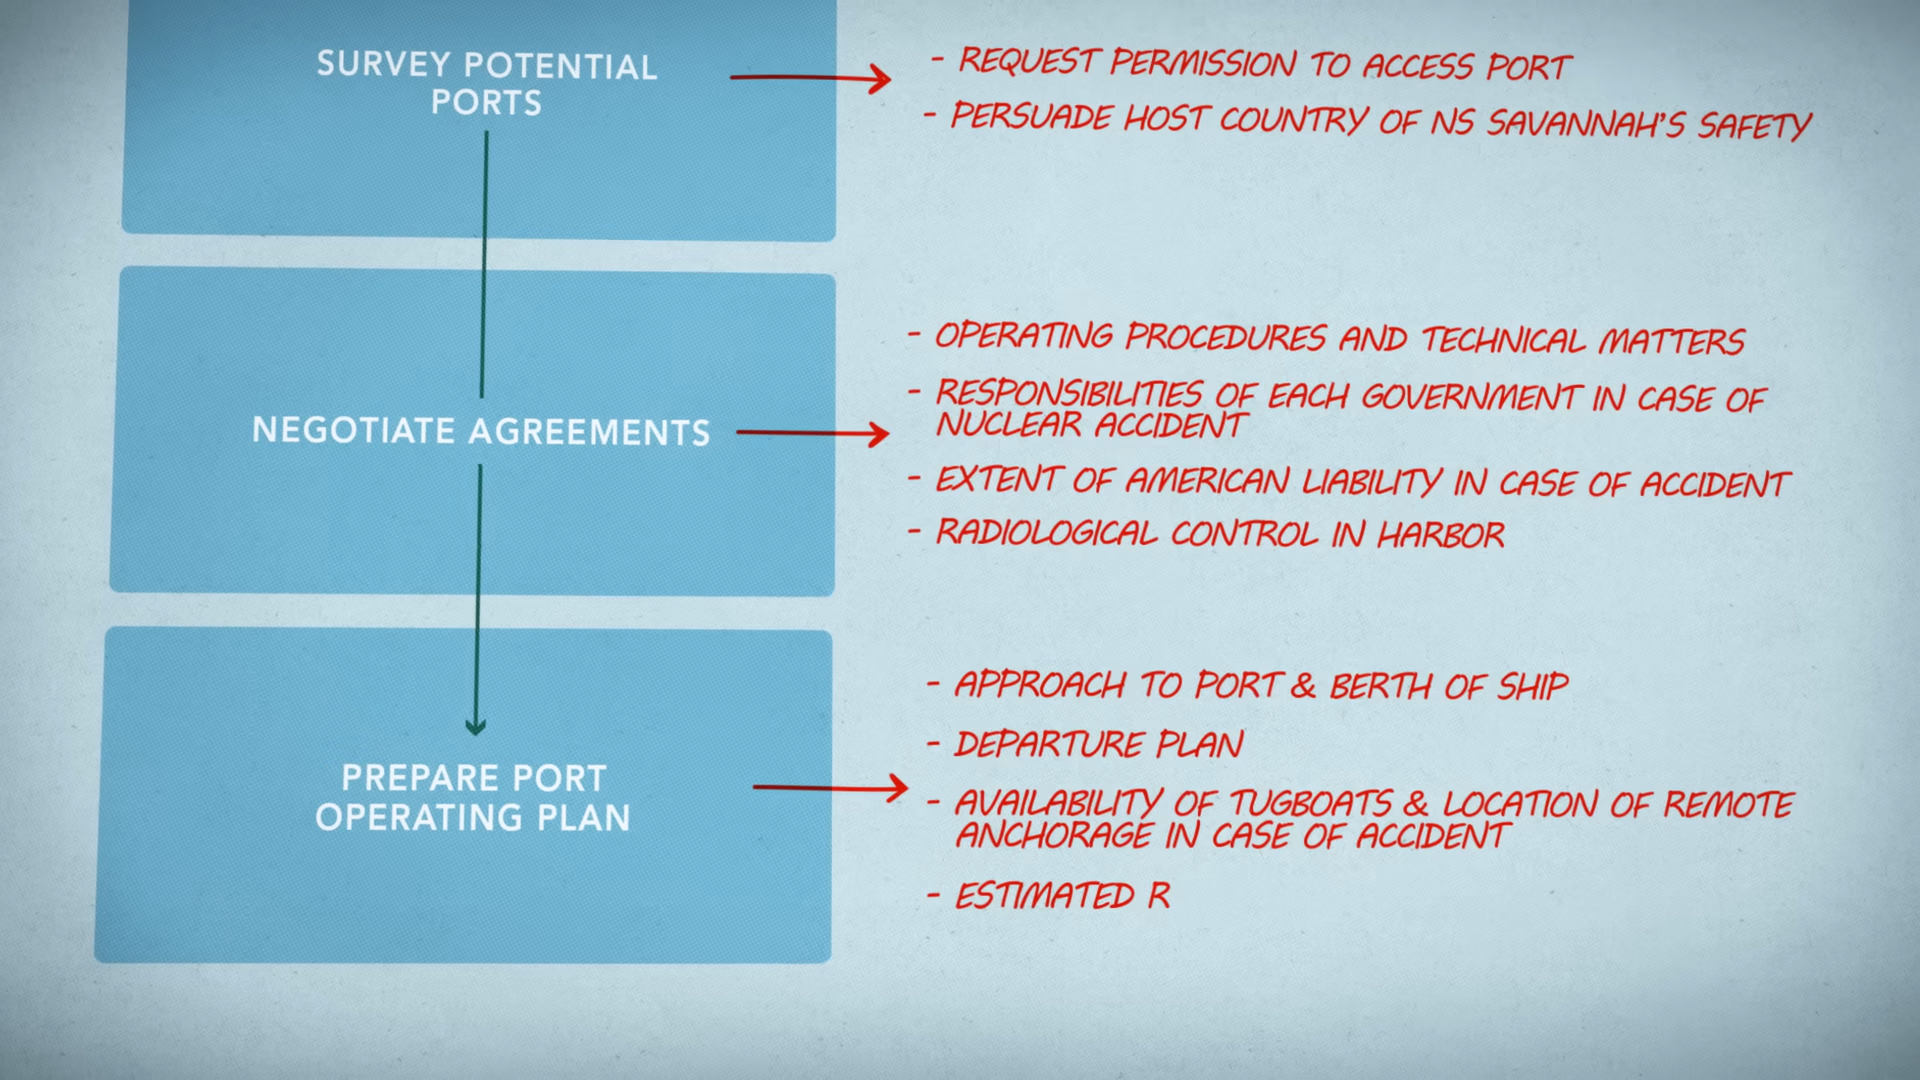 SURVEY POTENTIAL
PORTS
- REQUEST PERMISSION TO ACCESS PORT
- PERSUADE HOST COUNTRY OF NS SAVANNAH'S SAFETY
NEGOTIATE AGREEMENTS
- OPERATING PROCEDURES AND TECHNICAL MATTERS
- RESPONSIBILITIES OF EACH GOVERNMENT IN CASE OF
NUCLEAR ACCIDENT
- EXTENT OF AMERICAN LIABILITY IN CASE OF ACCIDENT
- RADIOLOGICAL CONTROL IN HARBOR
PREPARE PORT
OPERATING PLAN
- APPROACH TO PORT & BERTH OF SHIP
- DEPARTURE PLAN
- AVAILABILITY OF TUGBOATS & LOCATION OF REMOTE
ANCHORAGE IN CASE OF ACCIDENT
- ESTIMATED R